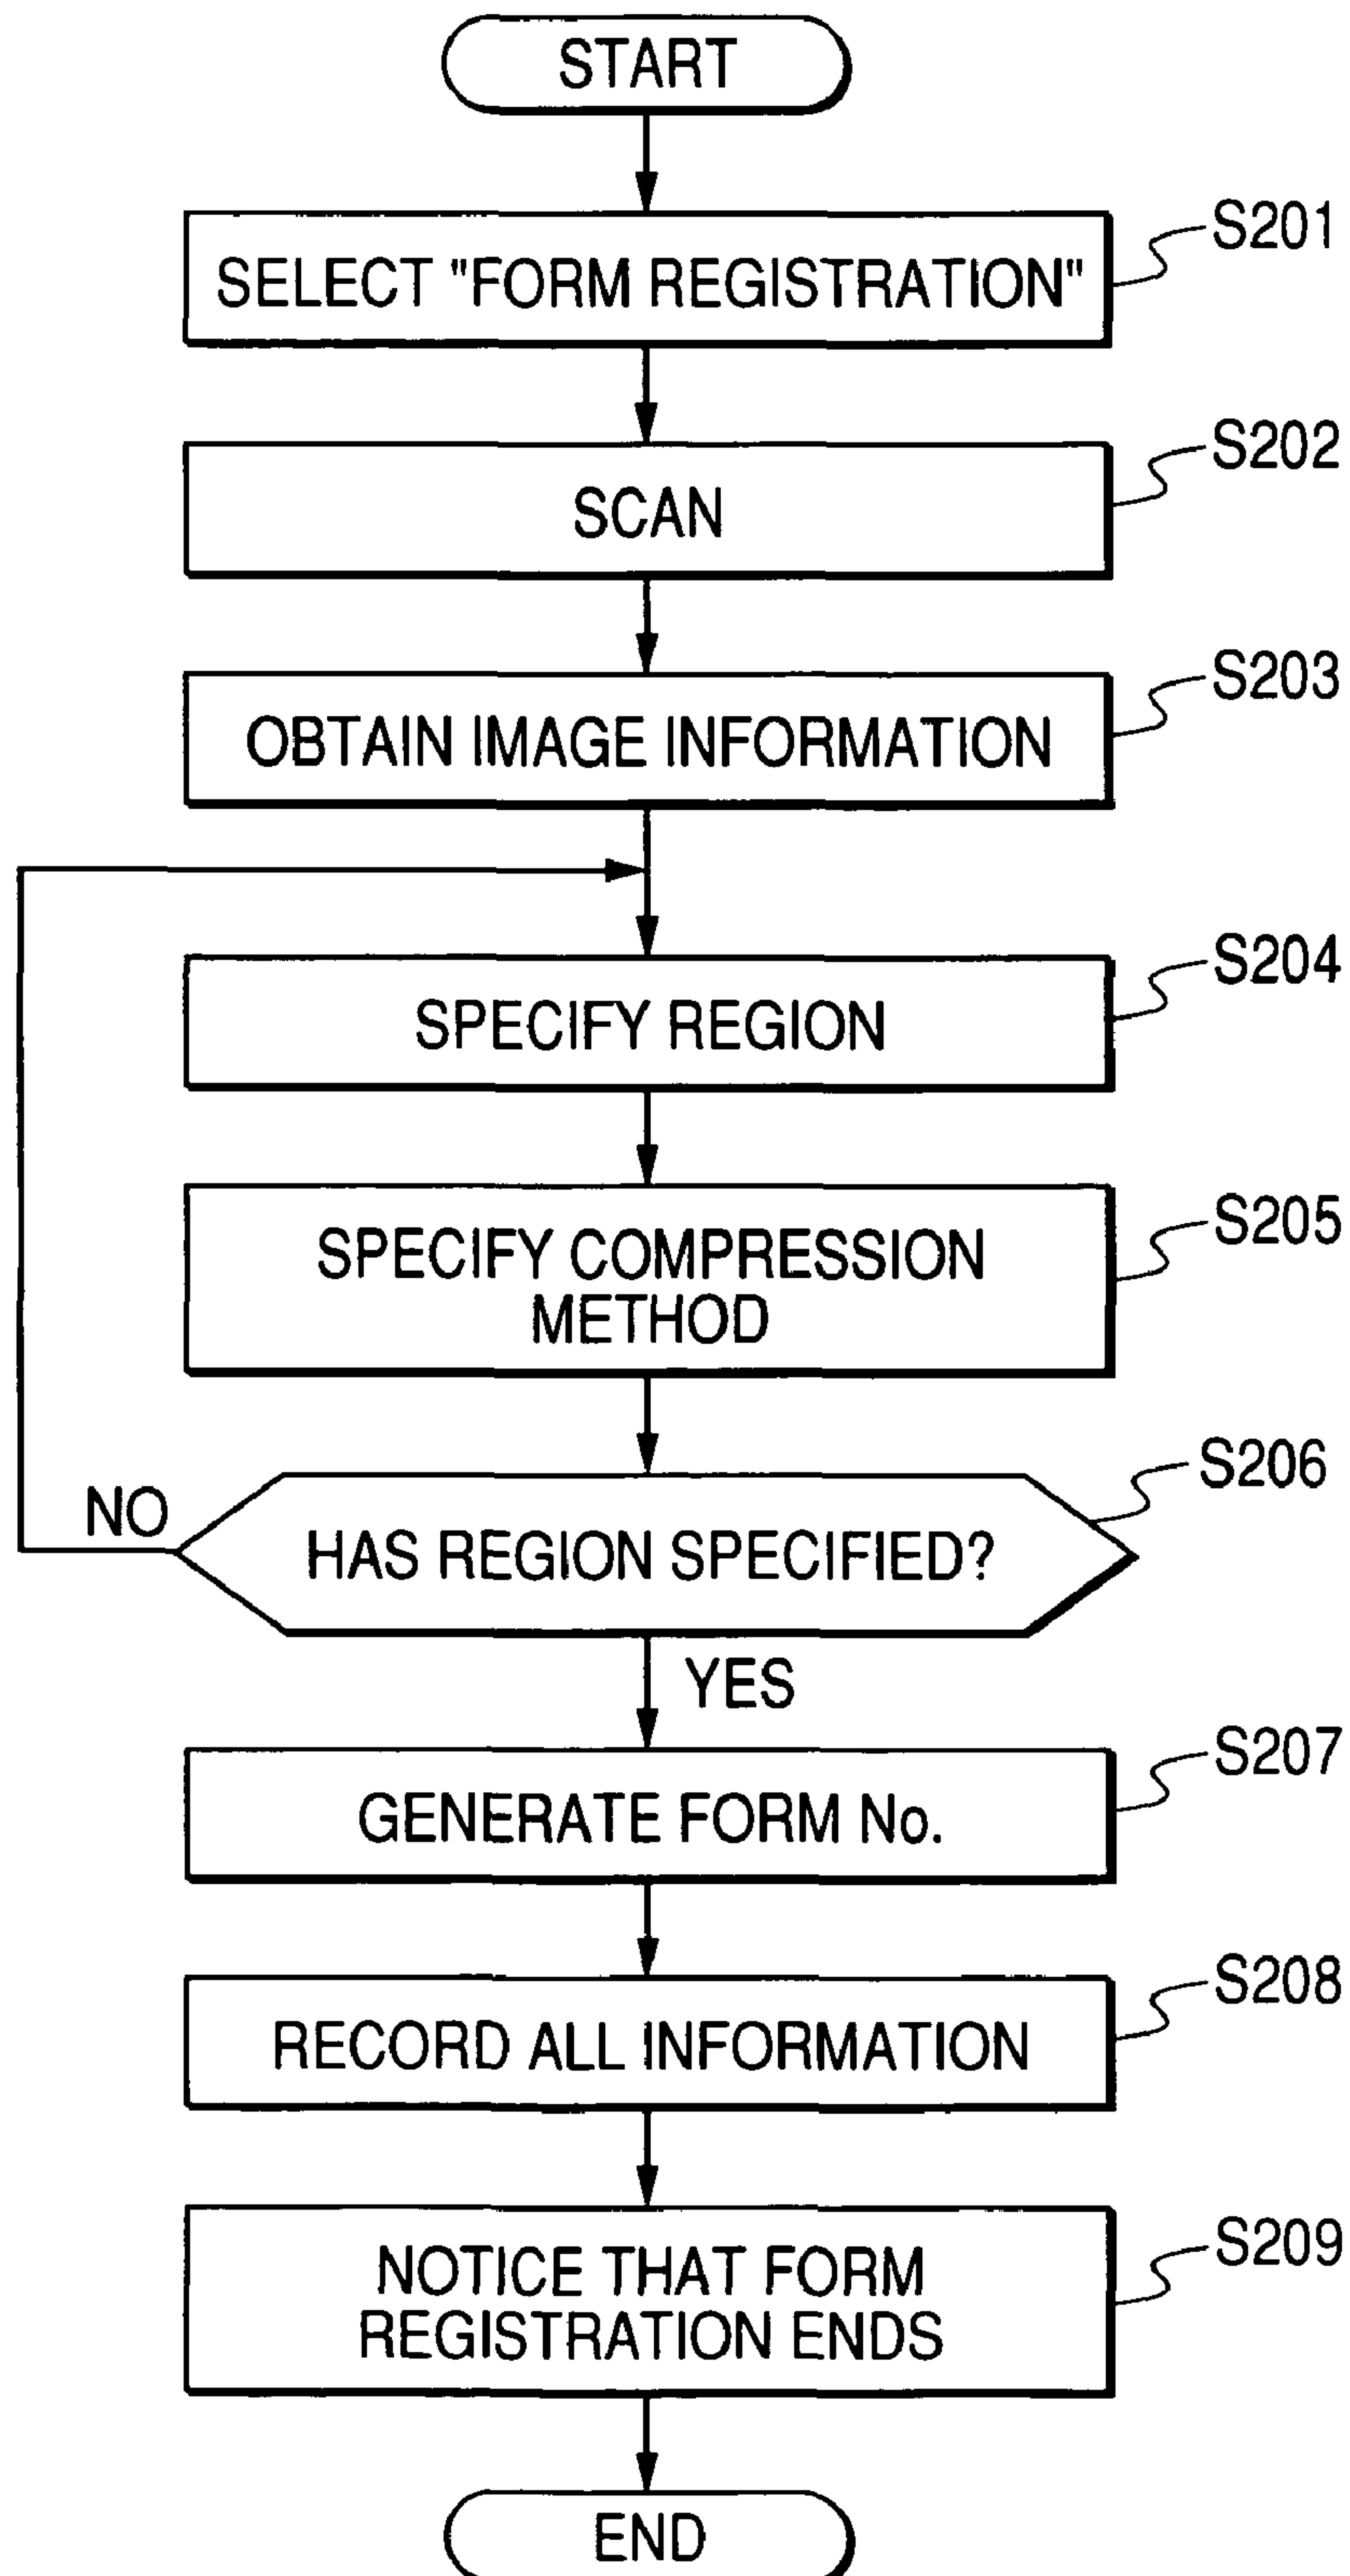 START
SELECT "FORM REGISTRATION"
S201
SCAN
S202
OBTAIN IMAGE INFORMATION
S203
SPECIFY REGION
S204
SPECIFY COMPRESSION
METHOD
S205
HAS REGION SPECIFIED?
S206
NO
YES
GENERATE FORM No.
S207
RECORD ALL INFORMATION
S208
NOTICE THAT FORM
REGISTRATION ENDS
S209
END